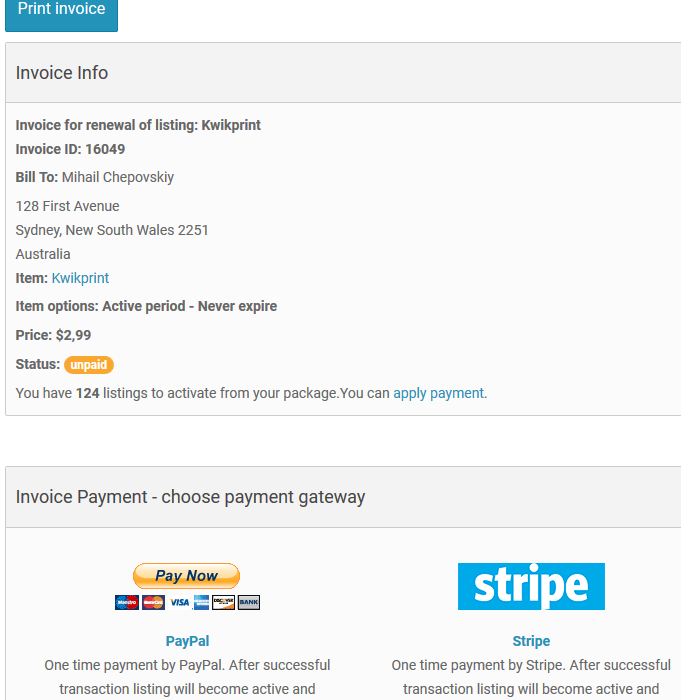 Print invoice
Invoice Info
Invoice for renewal of listing: Kwikprint
Invoice ID: 16049
Bill To: Mihail Chepovskiy
128 First Avenue
Sydney, New South Wales 2251
Australia
Item: Kwikprint
Item options: Active period - Never expire
Price: $2,99
Status: unpaid
You have 124 listings to activate from your package.You can apply payment.
Invoice Payment - choose payment gateway
Pay Now
stripe
Maestro MasterCard VISA DISCOVER BANK
PayPal
Stripe
One time payment by PayPal. After successful
transaction listing will become active and
One time payment by Stripe. After successful
transaction listing will become active and